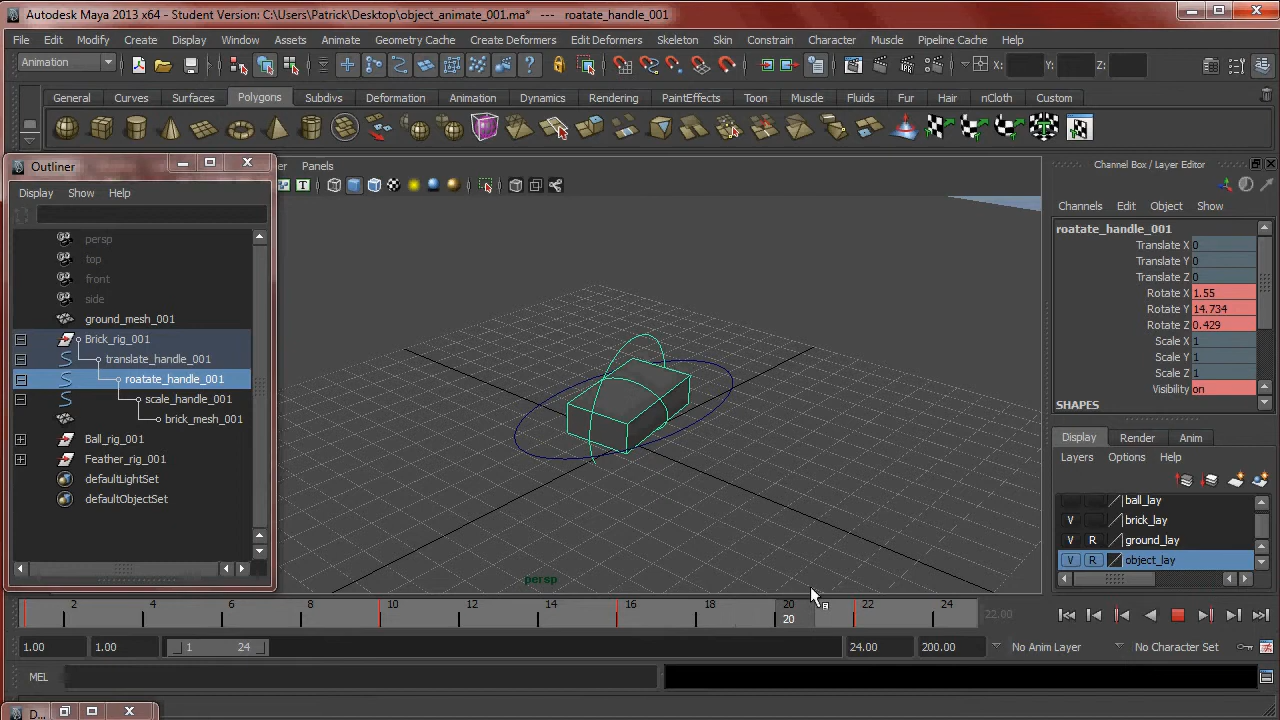 Autodesk Maya 2013 x64 - Student Version: C:\Users\Patrick\Desktop\object_animate_001.ma* --- roatate_handle_001
File Edit Modify Create Display Window Assets Animate Geometry Cache Create Deformers Edit Deformers Skeleton Skin Constrain Character Muscle Pipeline Cache Help
Animation X: Y: Z:
General Curves Surfaces Polygons Subdivs Deformation Animation Dynamics Rendering PaintEffects Toon Muscle Fluids Fur Hair nCloth Custom
Outliner
Display Show Help
persp
top
front
side
ground_mesh_001
Brick_rig_001
translate_handle_001
roatate_handle_001
scale_handle_001
brick_mesh_001
Ball_rig_001
Feather_rig_001
defaultLightSet
defaultObjectSet
Panels
persp
Channel Box / Layer Editor
Channels Edit Object Show
roatate_handle_001
Translate X 0
Translate Y 0
Translate Z 0
Rotate X 1.55
Rotate Y 14.734
Rotate Z 0.429
Scale X 1
Scale Y 1
Scale Z 1
Visibility on
SHAPES
Display Render Anim
Layers Options Help
ball_lay
V brick_lay
V R ground_lay
V R object_lay
2 4 6 8 10 12 14 16 18 20 22 24
20
22.00
1.00 1.00 1 24 24.00 200.00 No Anim Layer No Character Set
MEL
D...